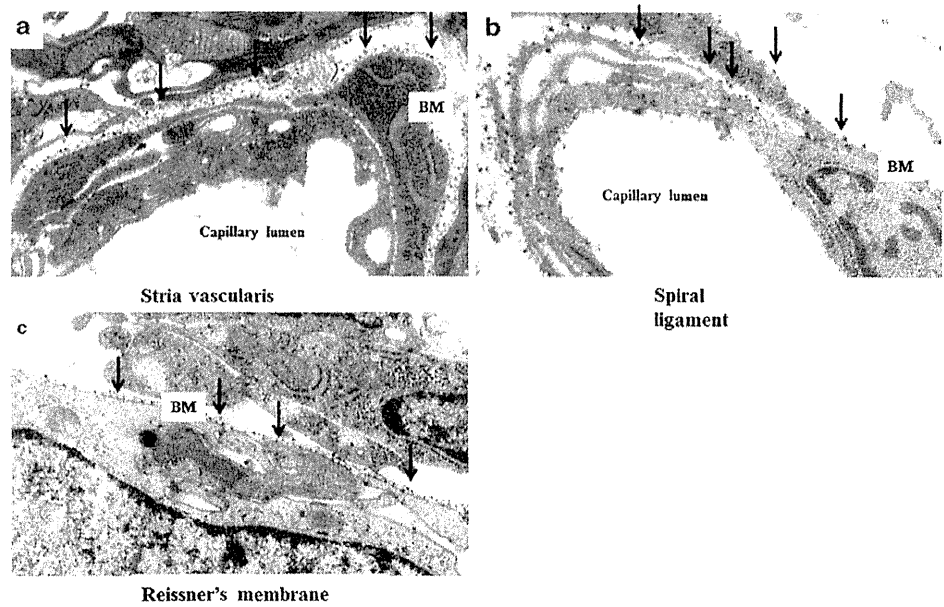 a
BM
Capillary lumen
Stria vascularis
b
BM
Capillary lumen
Spiral
ligament
c
BM
Reissner's membrane